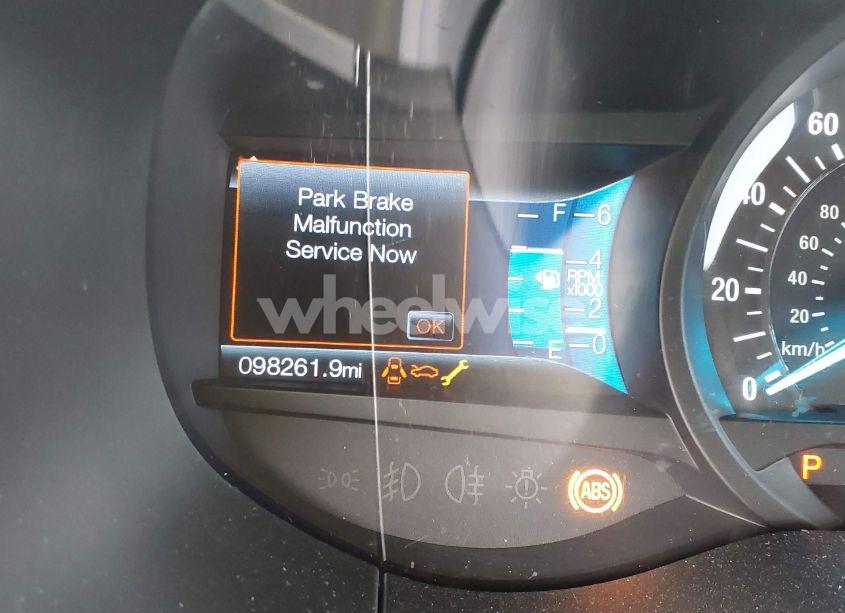 60
Park Brake
Malfunction
Service Now
F
6
40
80
4
60
RPM
x1000
40
20
wheelwise
OK
2
20
km/h
E
0
098261.9mi
0
ABS
P